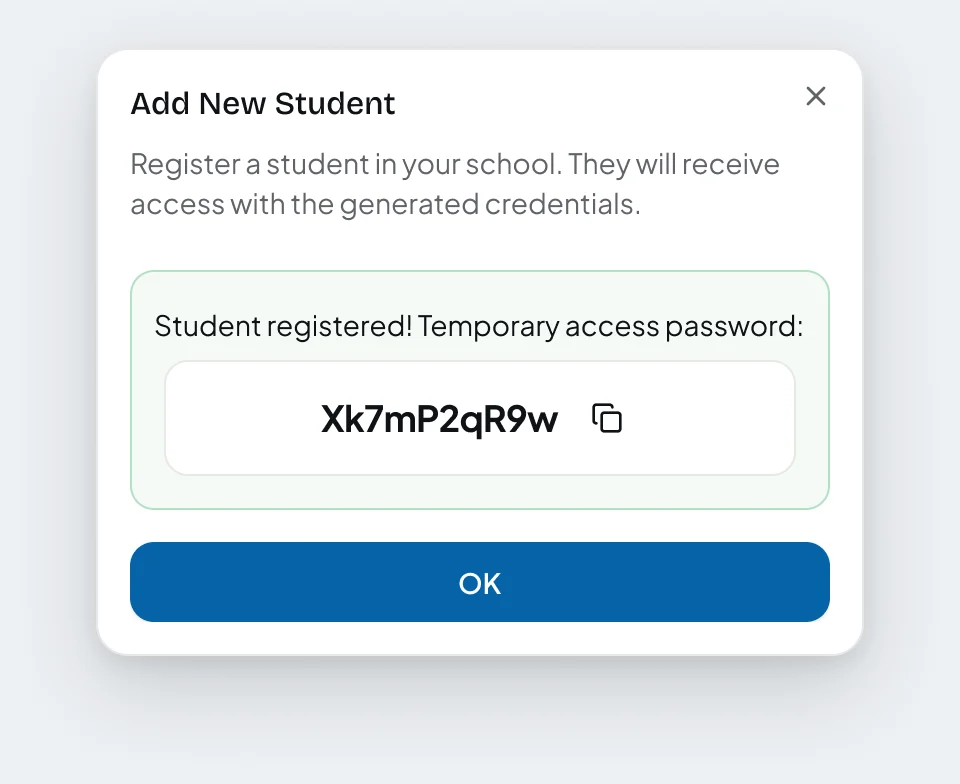 Add New Student
Register a student in your school. They will receive
access with the generated credentials.
Student registered! Temporary access password:
Xk7mP2qR9w
OK